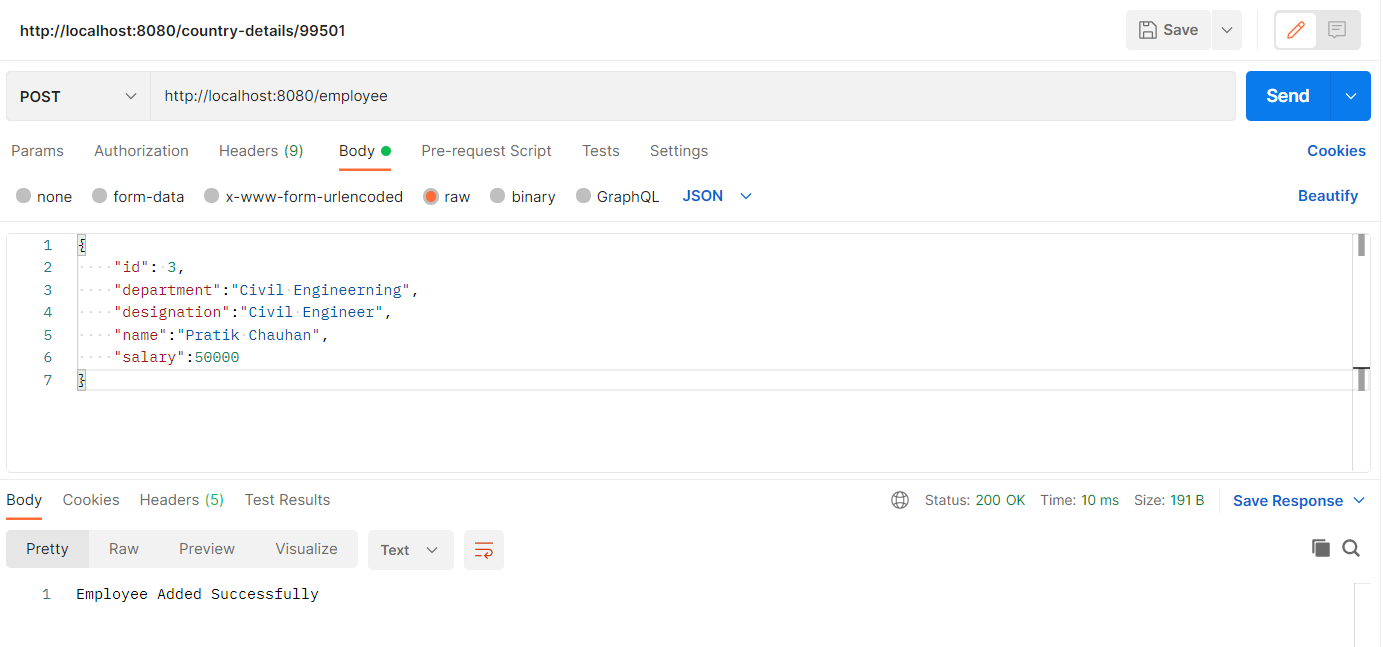 http://localhost:8080/country-details/99501 Save
POST http://localhost:8080/employee Send
Params Authorization Headers (9) Body Pre-request Script Tests Settings Cookies
none form-data x-www-form-urlencoded raw binary GraphQL JSON Beautify
1 {
2 "id": 3,
3 "department":"Civil Engineerning",
4 "designation":"Civil Engineer",
5 "name":"Pratik Chauhan",
6 "salary":50000
7 }
Body Cookies Headers (5) Test Results Status: 200 OK Time: 10 ms Size: 191 B Save Response
Pretty Raw Preview Visualize Text
1 Employee Added Successfully